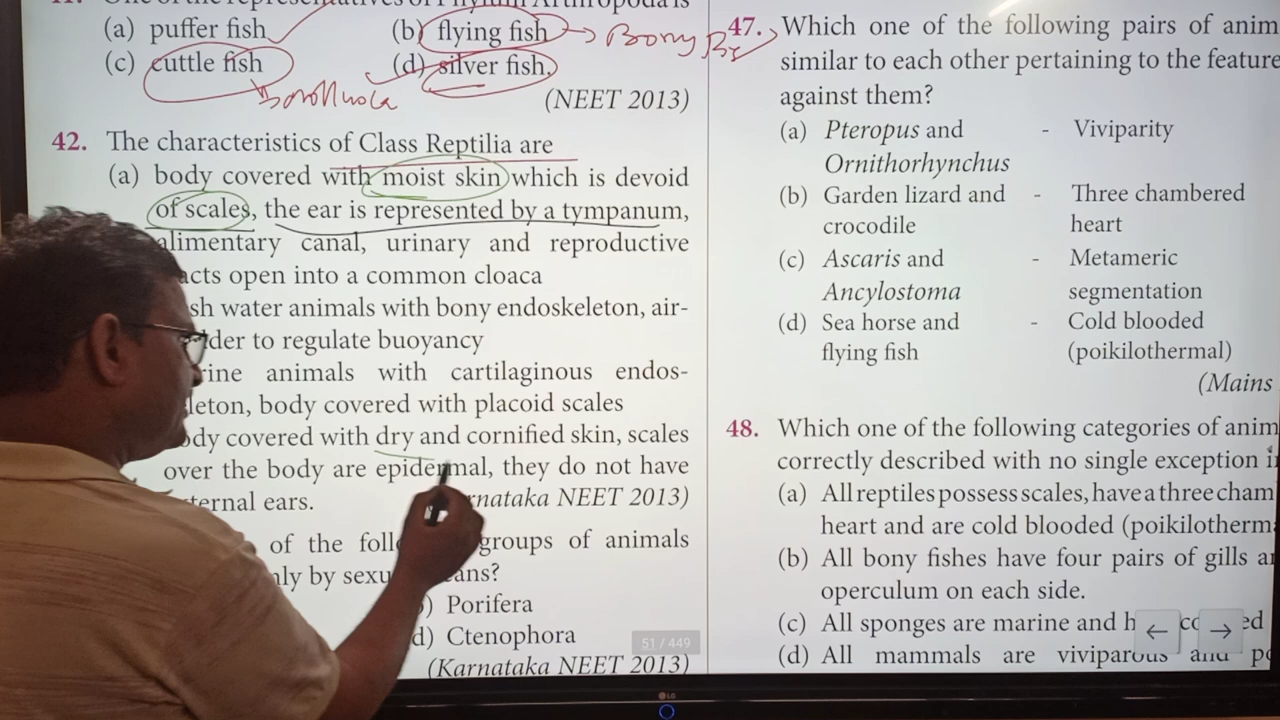 (a) puffer fish
(b) flying fish
Bony
(c) cuttle fish
(d) silver fish.
(NEET 2013)
42. The characteristics of Class Reptilia are
(a) body covered with moist skin which is devoid
of scales, the ear is represented by a tympanum,
alimentary canal, urinary and reproductive
acts open into a common cloaca
sh water animals with bony endoskeleton, air-
der to regulate buoyancy
rine animals with cartilaginous endos-
leton, body covered with placoid scales
dy covered with dry and cornified skin, scales
over the body are epidermal, they do not have
ternal ears.
rnataka NEET 2013)
of the foll groups of animals
nly by sexu ans?
) Porifera
d) Ctenophora
(Karnataka NEET 2013)
51 / 449
47. Which one of the following pairs of anim
similar to each other pertaining to the feature
against them?
(a) Pteropus and - Viviparity
Ornithorhynchus
(b) Garden lizard and - Three chambered
crocodile heart
(c) Ascaris and - Metameric
Ancylostoma segmentation
(d) Sea horse and - Cold blooded
flying fish (poikilothermal)
(Mains
48. Which one of the following categories of anim
correctly described with no single exception i
(a) All reptiles possess scales, have a three cham
heart and are cold blooded (poikilotherma
(b) All bony fishes have four pairs of gills a
operculum on each side.
(c) All sponges are marine and h co ed
(d) All mammals are viviparous and po
LG